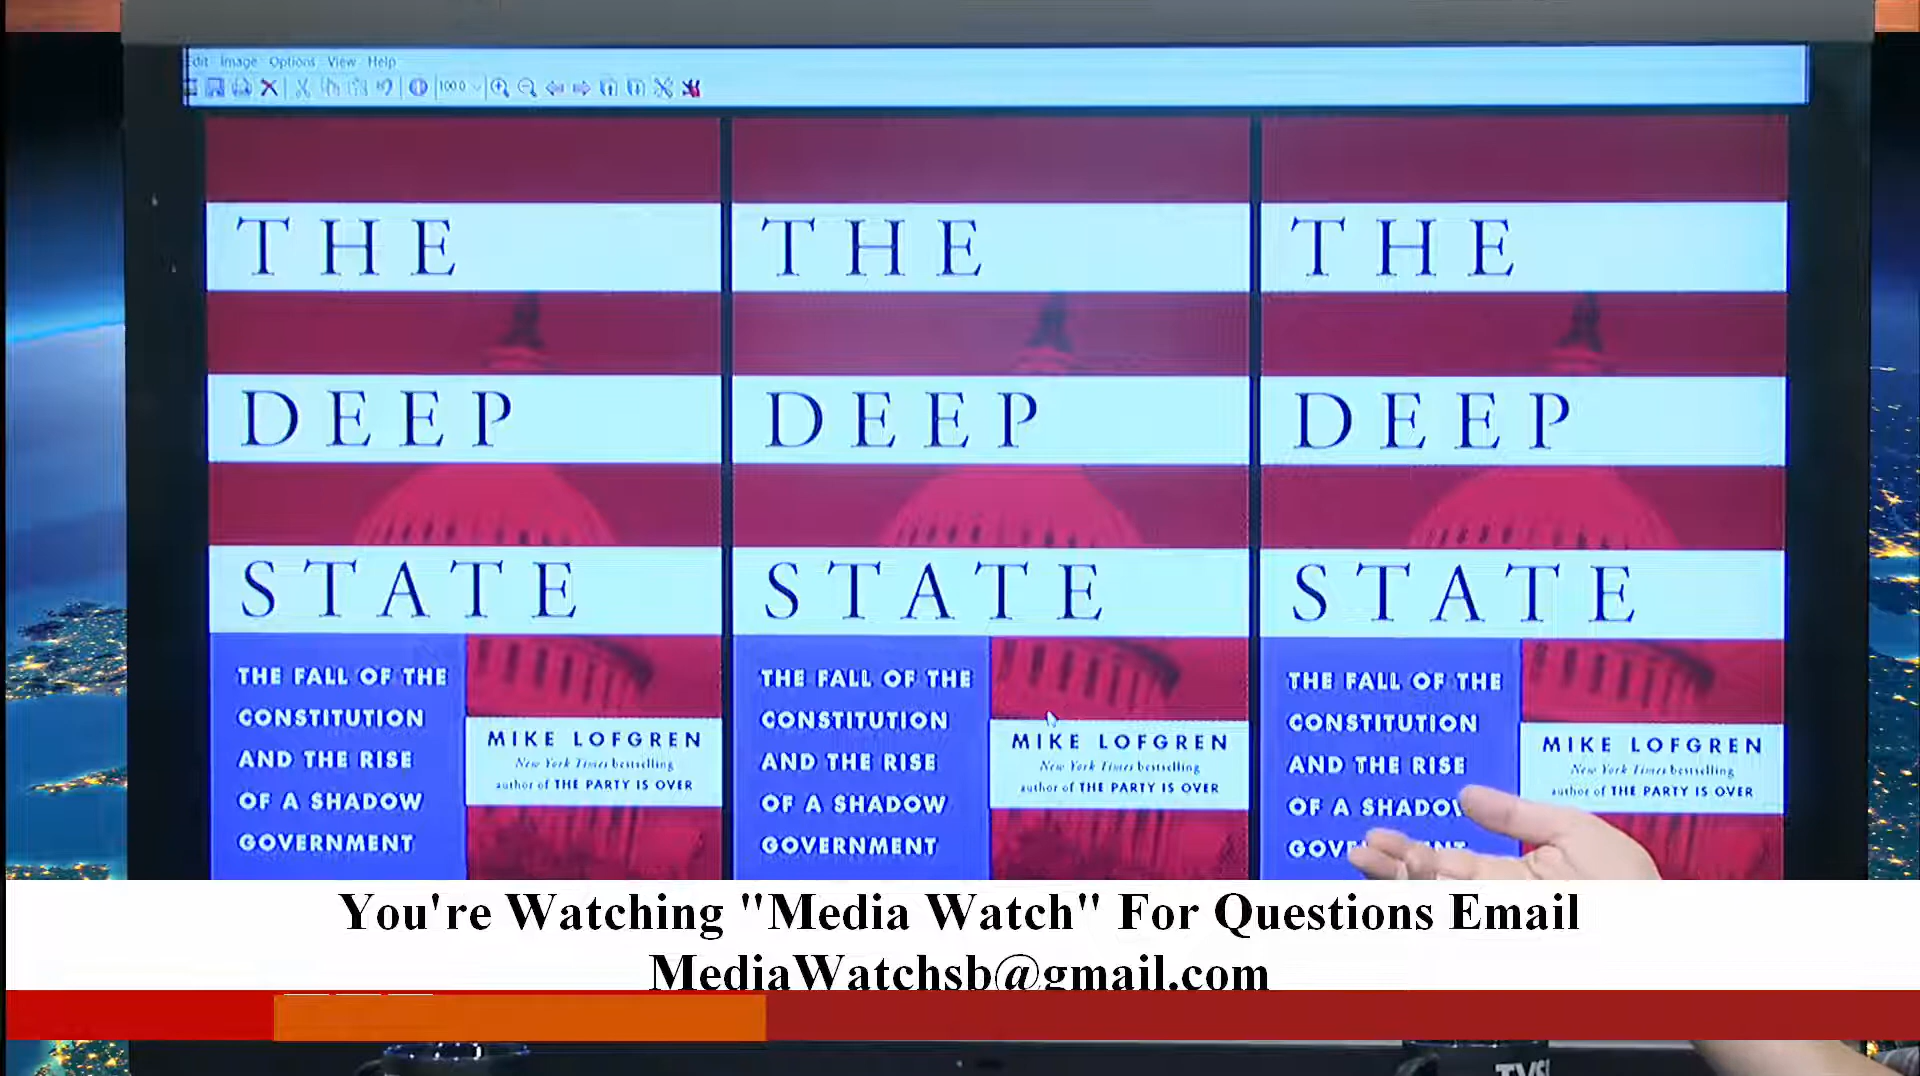 Edit Image Options View Help
100.0
THE
DEEP
STATE
THE FALL OF THE
CONSTITUTION
AND THE RISE
OF A SHADOW
GOVERNMENT
MIKE LOFGREN
New York Times bestselling
author of THE PARTY IS OVER
THE
DEEP
STATE
THE FALL OF THE
CONSTITUTION
AND THE RISE
OF A SHADOW
GOVERNMENT
MIKE LOFGREN
New York Times bestselling
author of THE PARTY IS OVER
THE
DEEP
STATE
THE FALL OF THE
CONSTITUTION
AND THE RISE
OF A SHADOW
MIKE LOFGREN
New York Times bestselling
author of THE PARTY IS OVER
You're Watching "Media Watch" For Questions Email
MediaWatchsb@gmail.com